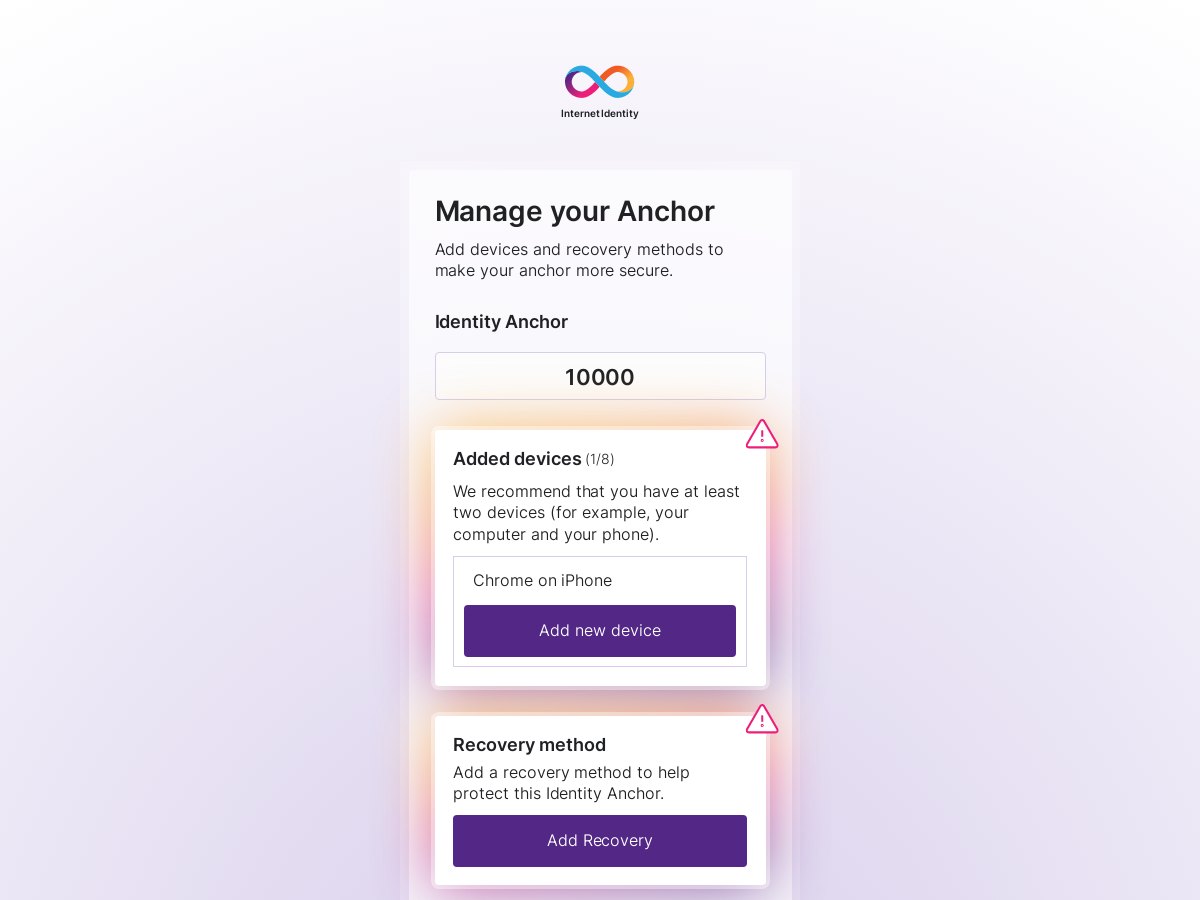 Internet Identity
Manage your Anchor
Add devices and recovery methods to
make your anchor more secure.
Identity Anchor
10000
Added devices (1/8)
We recommend that you have at least
two devices (for example, your
computer and your phone).
Chrome on iPhone
Add new device
Recovery method
Add a recovery method to help
protect this Identity Anchor.
Add Recovery